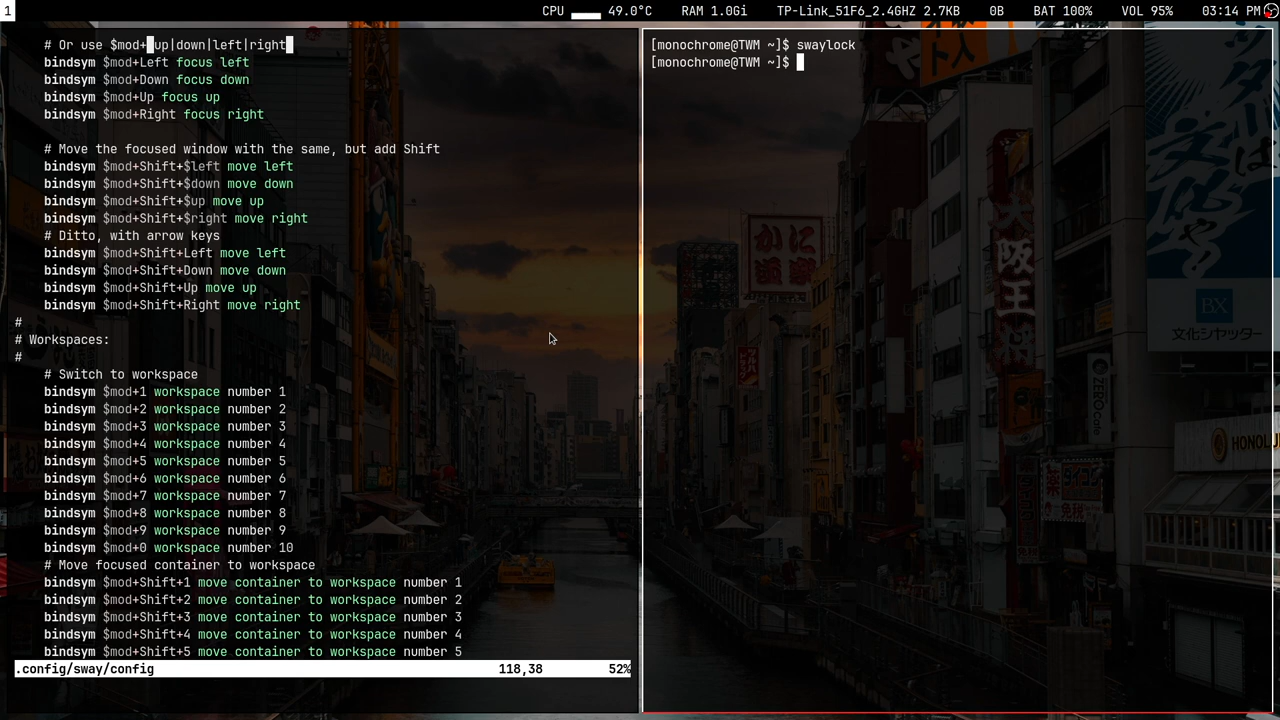 1 CPU 49.0°C RAM 1.0Gi TP-Link_51F6_2.4GHZ 2.7KB 0B BAT 100% VOL 95% 03:14 PM
# Or use $mod+[up|down|left|right]
bindsym $mod+Left focus left
bindsym $mod+Down focus down
bindsym $mod+Up focus up
bindsym $mod+Right focus right
# Move the focused window with the same, but add Shift
bindsym $mod+Shift+$left move left
bindsym $mod+Shift+$down move down
bindsym $mod+Shift+$up move up
bindsym $mod+Shift+$right move right
# Ditto, with arrow keys
bindsym $mod+Shift+Left move left
bindsym $mod+Shift+Down move down
bindsym $mod+Shift+Up move up
bindsym $mod+Shift+Right move right
#
# Workspaces:
#
# Switch to workspace
bindsym $mod+1 workspace number 1
bindsym $mod+2 workspace number 2
bindsym $mod+3 workspace number 3
bindsym $mod+4 workspace number 4
bindsym $mod+5 workspace number 5
bindsym $mod+6 workspace number 6
bindsym $mod+7 workspace number 7
bindsym $mod+8 workspace number 8
bindsym $mod+9 workspace number 9
bindsym $mod+0 workspace number 10
# Move focused container to workspace
bindsym $mod+Shift+1 move container to workspace number 1
bindsym $mod+Shift+2 move container to workspace number 2
bindsym $mod+Shift+3 move container to workspace number 3
bindsym $mod+Shift+4 move container to workspace number 4
bindsym $mod+Shift+5 move container to workspace number 5
.config/sway/config 118,38 52%
[monochrome@TWM ~]$ swaylock
[monochrome@TWM ~]$
かに
道楽
大阪王将
BX
文化シヤッター
ZERO
Cafe
HONOLU